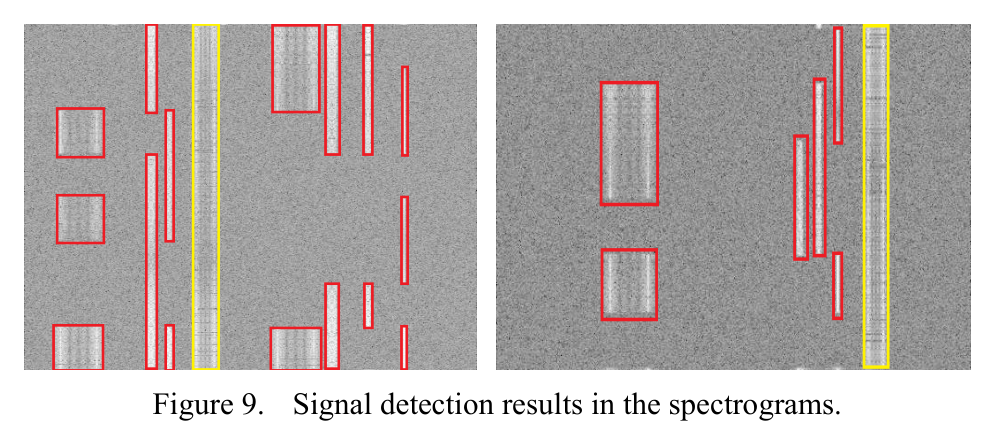 Figure 9. Signal detection results in the spectrograms.